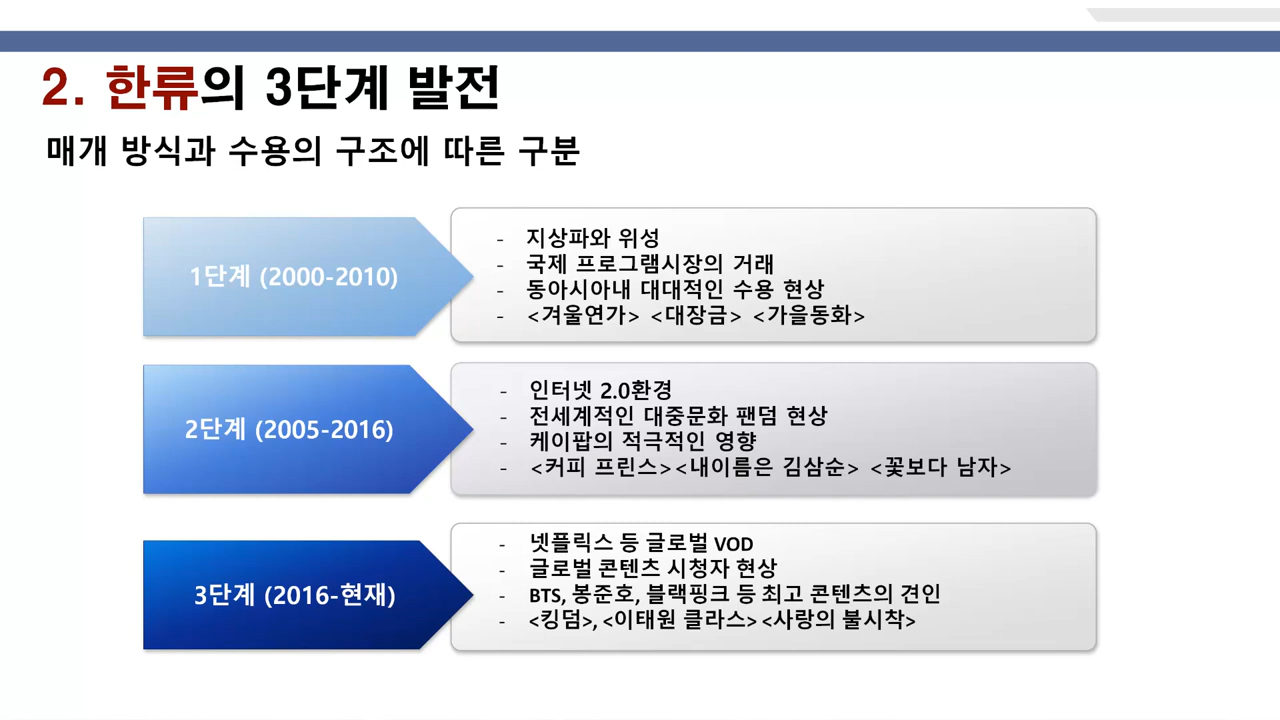 2. 한류의 3단계 발전
매개 방식과 수용의 구조에 따른 구분
1단계 (2000-2010)
- 지상파와 위성
- 국제 프로그램시장의 거래
- 동아시아내 대대적인 수용 현상
- <겨울연가> <대장금> <가을동화>
2단계 (2005-2016)
- 인터넷 2.0환경
- 전세계적인 대중문화 팬덤 현상
- 케이팝의 적극적인 영향
- <커피 프린스><내이름은 김삼순> <꽃보다 남자>
3단계 (2016-현재)
- 넷플릭스 등 글로벌 VOD
- 글로벌 콘텐츠 시청자 현상
- BTS, 봉준호, 블랙핑크 등 최고 콘텐츠의 견인
- <킹덤>, <이태원 클라스> <사랑의 불시착>